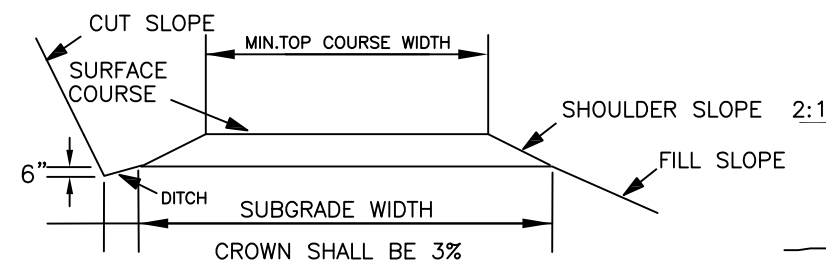 CUT SLOPE
MIN.TOP COURSE WIDTH
SURFACE
COURSE
SHOULDER SLOPE 2:1
FILL SLOPE
6"
DITCH
SUBGRADE WIDTH
CROWN SHALL BE 3%